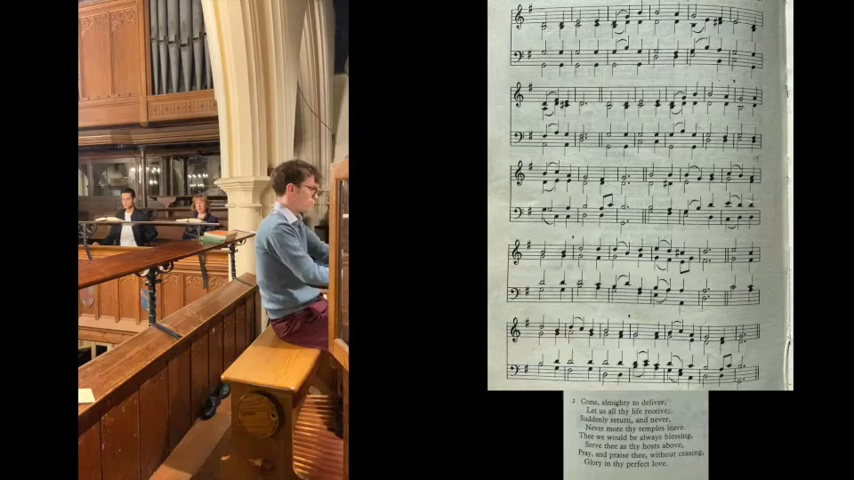 2 Come, almighty to deliver,
Let us all thy life receive;
Suddenly return, and never,
Never more thy temples leave.
Thee we would be always blessing,
Serve thee as thy hosts above,
Pray, and praise thee, without ceasing,
Glory in thy perfect love.